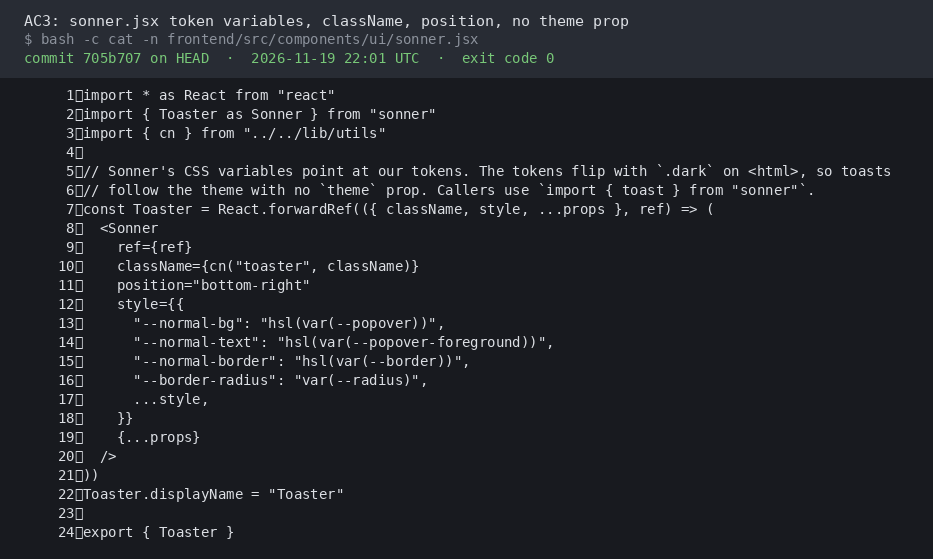 AC3: sonner.jsx token variables, className, position, no theme prop
$ bash -c cat -n frontend/src/components/ui/sonner.jsx
commit 705b707 on HEAD  ·  2026-11-19 22:01 UTC  ·  exit code 0
     1 import * as React from "react"
     2 import { Toaster as Sonner } from "sonner"
     3 import { cn } from "../../lib/utils"
     4
     5 // Sonner's CSS variables point at our tokens. The tokens flip with `.dark` on <html>, so toasts
     6 // follow the theme with no `theme` prop. Callers use `import { toast } from "sonner"`.
     7 const Toaster = React.forwardRef(({ className, style, ...props }, ref) => (
     8   <Sonner
     9     ref={ref}
    10     className={cn("toaster", className)}
    11     position="bottom-right"
    12     style={{
    13       "--normal-bg": "hsl(var(--popover))",
    14       "--normal-text": "hsl(var(--popover-foreground))",
    15       "--normal-border": "hsl(var(--border))",
    16       "--border-radius": "var(--radius)",
    17       ...style,
    18     }}
    19     {...props}
    20   />
    21 ))
    22 Toaster.displayName = "Toaster"
    23
    24 export { Toaster }